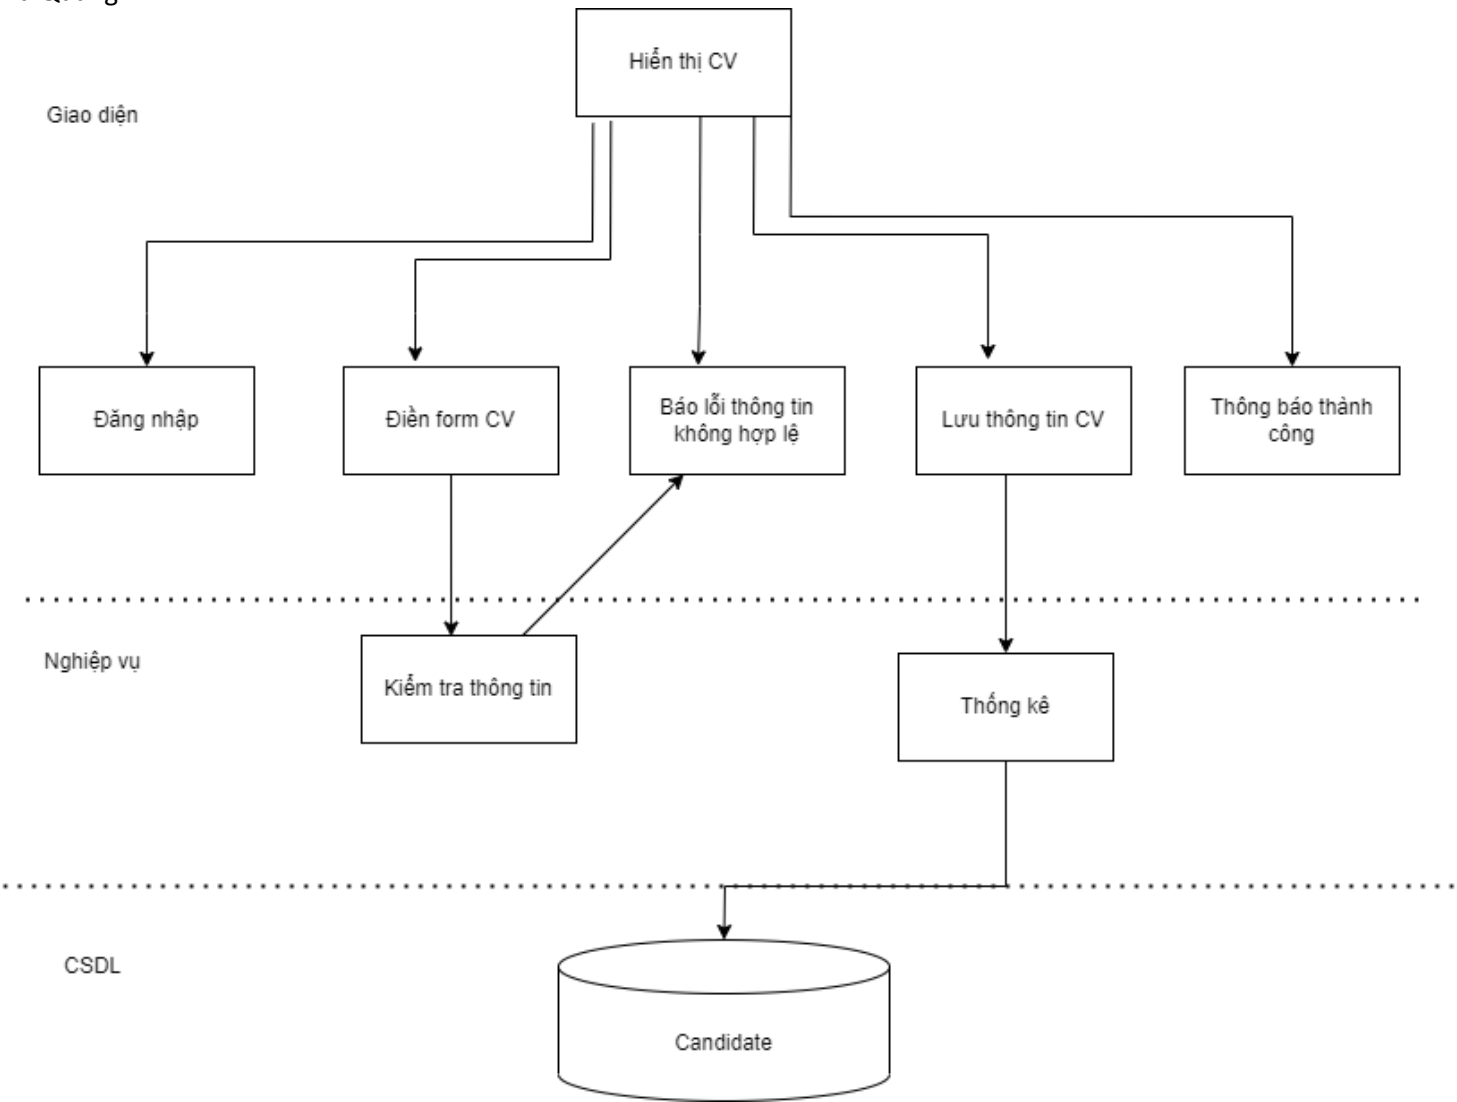 Hiển thị CV
Giao diện
Đăng nhập
Điền form CV
Báo lỗi thông tin
không hợp lệ
Lưu thông tin CV
Thông báo thành
công
Nghiệp vụ
Kiểm tra thông tin
Thống kê
CSDL
Candidate